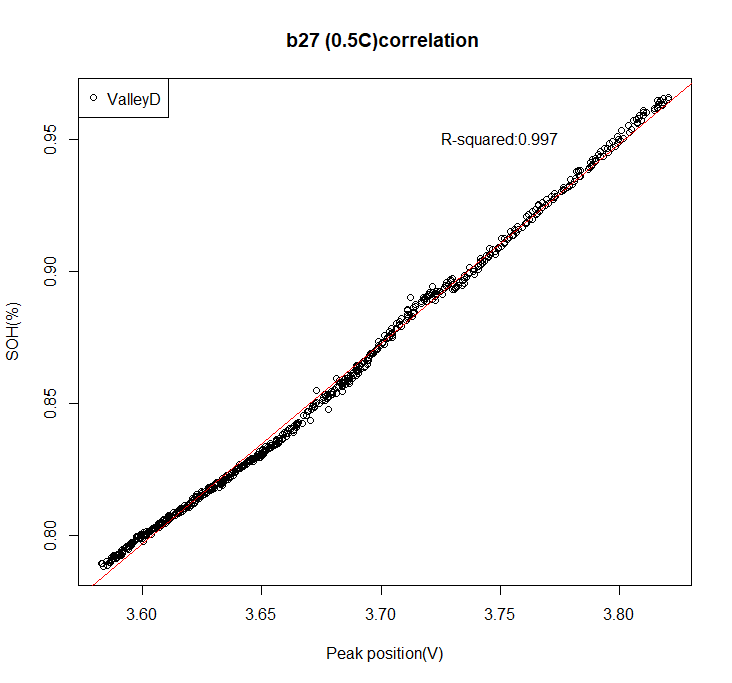 b27 (0.5C)correlation
ValleyD
R-squared:0.997
0.95
0.90
0.85
0.80
SOH(%)
3.60 3.65 3.70 3.75 3.80
Peak position(V)